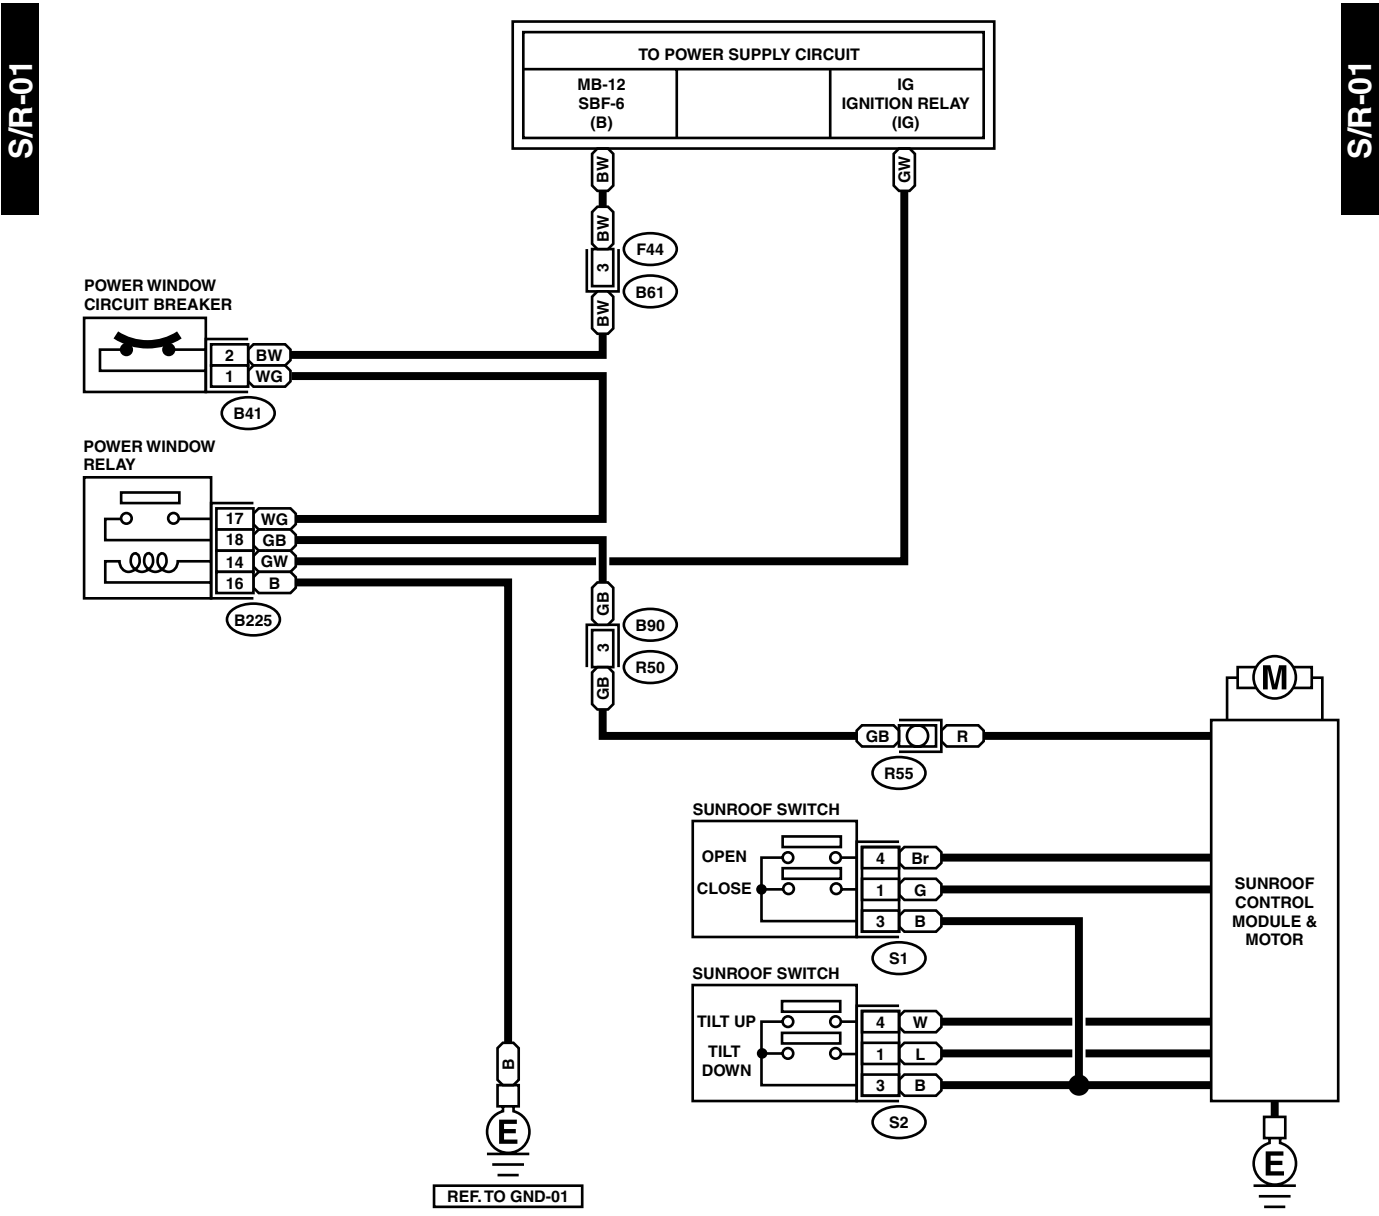 S/R-01
S/R-01
TO POWER SUPPLY CIRCUIT
MB-12
SBF-6
(B)
IG
IGNITION RELAY
(IG)
BW
GW
BW
F44
3
B61
BW
POWER WINDOW
CIRCUIT BREAKER
2 BW
1 WG
B41
POWER WINDOW
RELAY
17 WG
18 GB
14 GW
16 B
B225
GB
B90
3
R50
GB
M
GB R
R55
SUNROOF SWITCH
OPEN 4 Br
CLOSE 1 G
3 B
S1
SUNROOF
CONTROL
MODULE &
MOTOR
SUNROOF SWITCH
TILT UP 4 W
TILT
DOWN
1 L
3 B
S2
B
E
REF. TO GND-01
E